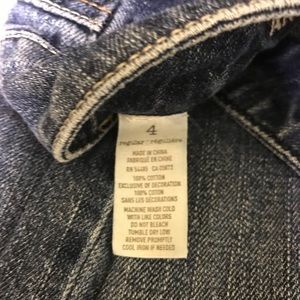 4
regular / régulière
MADE IN CHINA
FABRIQUÉ EN CHINE
100% COTTON
EXCLUSIVE OF DECORATION
100% COTON
SANS LES DÉCORATIONS
MACHINE WASH COLD
WITH LIKE COLORS
DO NOT BLEACH
TUMBLE DRY LOW
REMOVE PROMPTLY
COOL IRON IF NEEDED